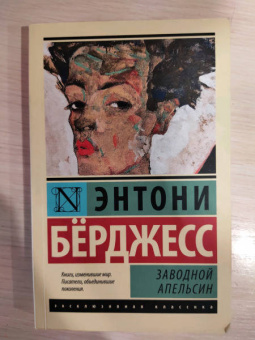 ЭНТОНИ
БЁРДЖЕСС
ЗАВОДНОЙ
АПЕЛЬСИН
Книги, изменившие мир.
Писатели, объединившие
поколения.
ЭКСКЛЮЗИВНАЯ КЛАССИКА